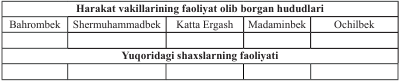 Harakat vakillarining faoliyat olib borgan hududlari
Bahrombek Shermuhammadbek Katta Ergash Madaminbek Ochilbek
Yuqoridagi shaxslarning faoliyati